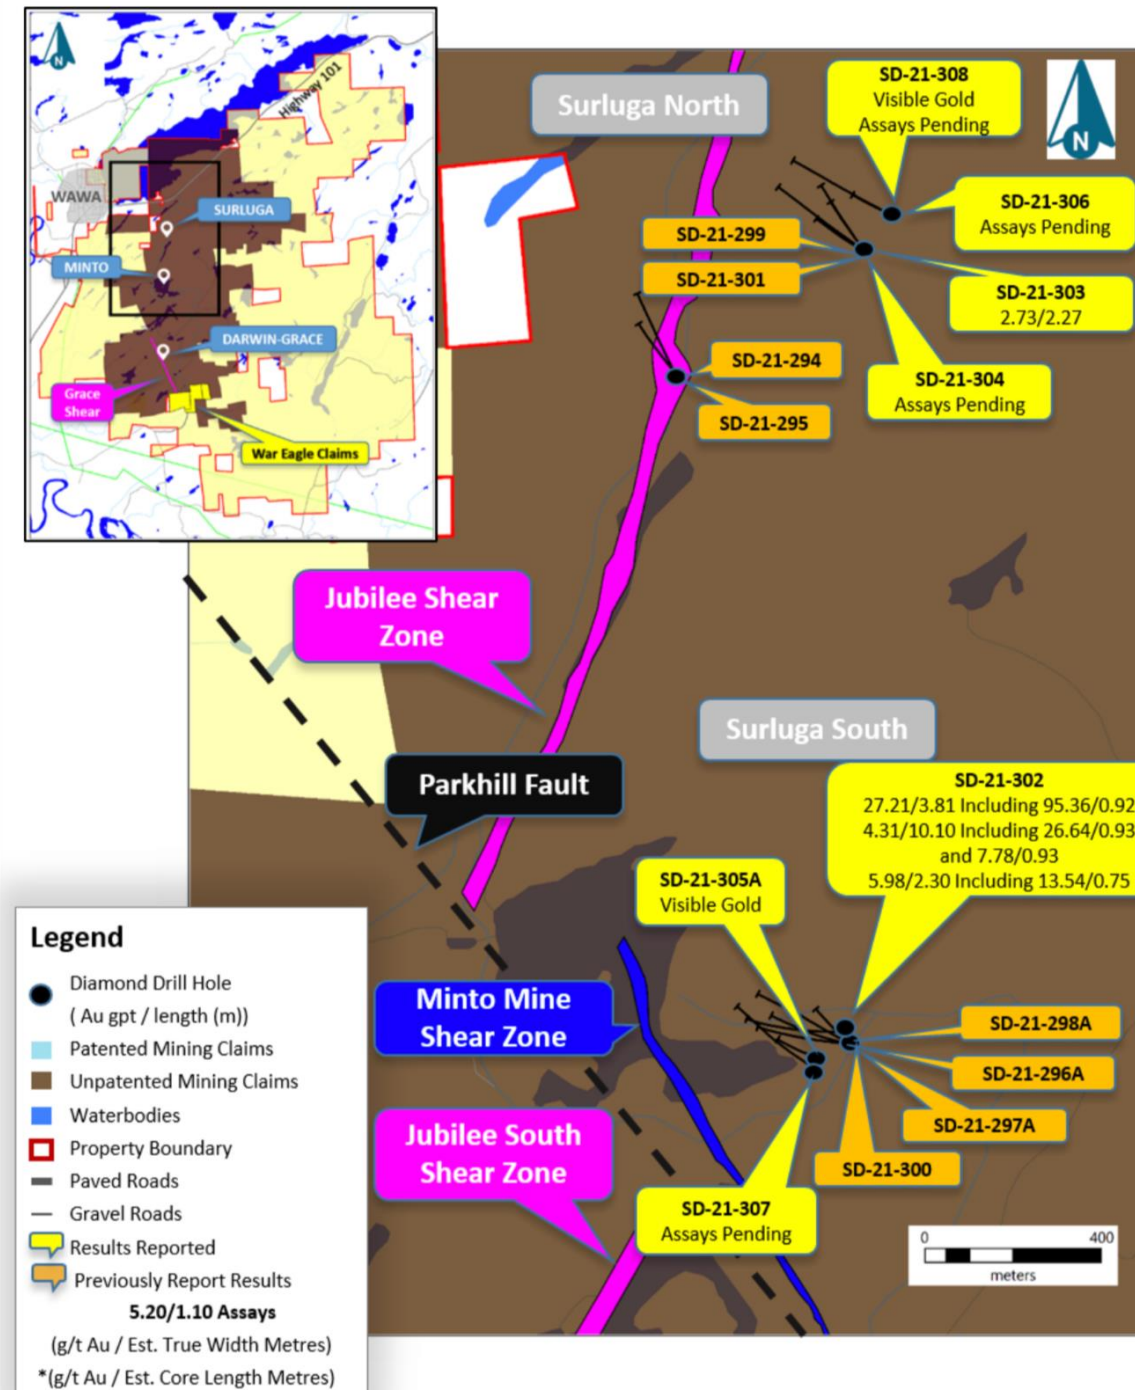 N
Highway 101
WAWA
SURLUGA
MINTO
DARWIN-GRACE
Grace
Shear
War Eagle Claims
Surluga North
SD-21-308
Visible Gold
Assays Pending
N
SD-21-306
Assays Pending
SD-21-299
SD-21-301
SD-21-303
2.73/2.27
SD-21-294
SD-21-304
Assays Pending
SD-21-295
Jubilee Shear
Zone
Surluga South
Parkhill Fault
SD-21-302
27.21/3.81 Including 95.36/0.92
4.31/10.10 Including 26.64/0.93
and 7.78/0.93
5.98/2.30 Including 13.54/0.75
SD-21-305A
Visible Gold
Minto Mine
Shear Zone
SD-21-298A
SD-21-296A
SD-21-297A
SD-21-300
Jubilee South
Shear Zone
SD-21-307
Assays Pending
0 400
meters
Legend
Diamond Drill Hole
( Au gpt / length (m))
Patented Mining Claims
Unpatented Mining Claims
Waterbodies
Property Boundary
Paved Roads
Gravel Roads
Results Reported
Previously Report Results
5.20/1.10 Assays
(g/t Au / Est. True Width Metres)
*(g/t Au / Est. Core Length Metres)